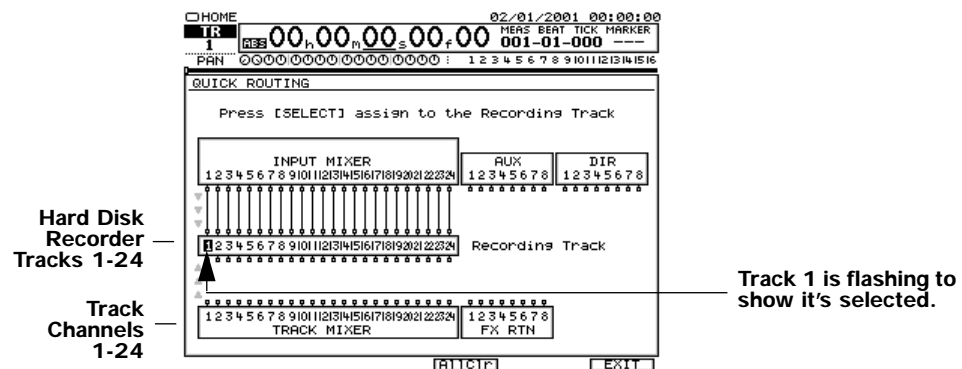 HOME 02/01/2001 00:00:00
TR 1 ABS 00h00m00s00f00 MEAS BEAT TICK MARKER
001-01-000 ---
PAN 1 2 3 4 5 6 7 8 9 10 11 12 13 14 15 16
QUICK ROUTING
Press [SELECT] assign to the Recording Track
INPUT MIXER AUX DIR
1 2 3 4 5 6 7 8 9 10 11 12 13 14 15 16 17 18 19 20 21 22 23 24 1 2 3 4 5 6 7 8 1 2 3 4 5 6 7 8
Hard Disk
Recorder
Tracks 1-24
1 2 3 4 5 6 7 8 9 10 11 12 13 14 15 16 17 18 19 20 21 22 23 24 Recording Track
Track 1 is flashing to
show it's selected.
Track
Channels
1-24
1 2 3 4 5 6 7 8 9 10 11 12 13 14 15 16 17 18 19 20 21 22 23 24 1 2 3 4 5 6 7 8
TRACK MIXER FX RTN
AllClr EXIT